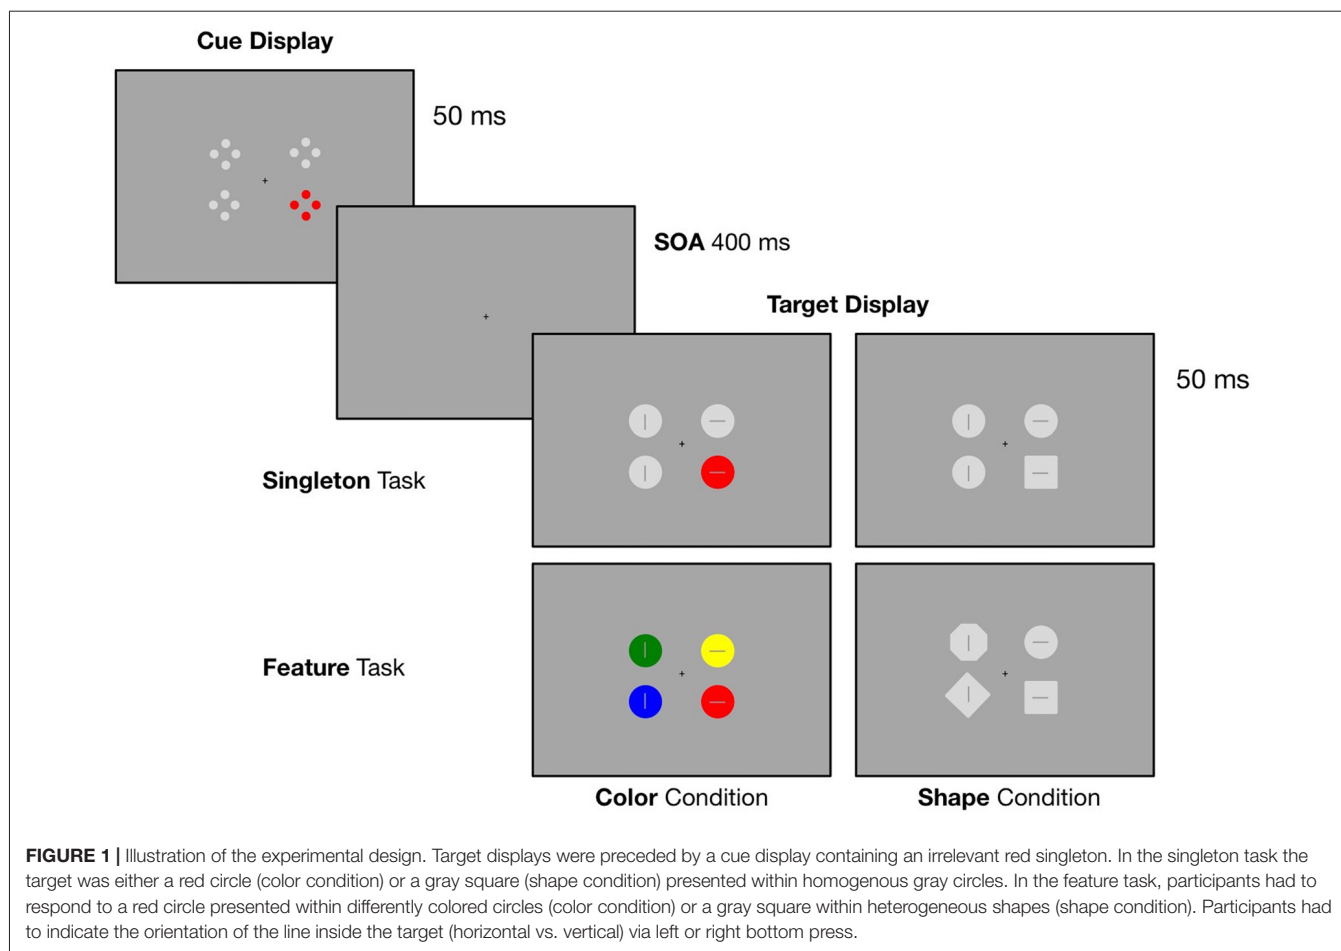 Cue Display
50 ms
SOA 400 ms
Target Display
50 ms
Singleton Task
Feature Task
Color Condition
Shape Condition
FIGURE 1 | Illustration of the experimental design. Target displays were preceded by a cue display containing an irrelevant red singleton. In the singleton task the
target was either a red circle (color condition) or a gray square (shape condition) presented within homogenous gray circles. In the feature task, participants had to
respond to a red circle presented within differently colored circles (color condition) or a gray square within heterogeneous shapes (shape condition). Participants had
to indicate the orientation of the line inside the target (horizontal vs. vertical) via left or right bottom press.